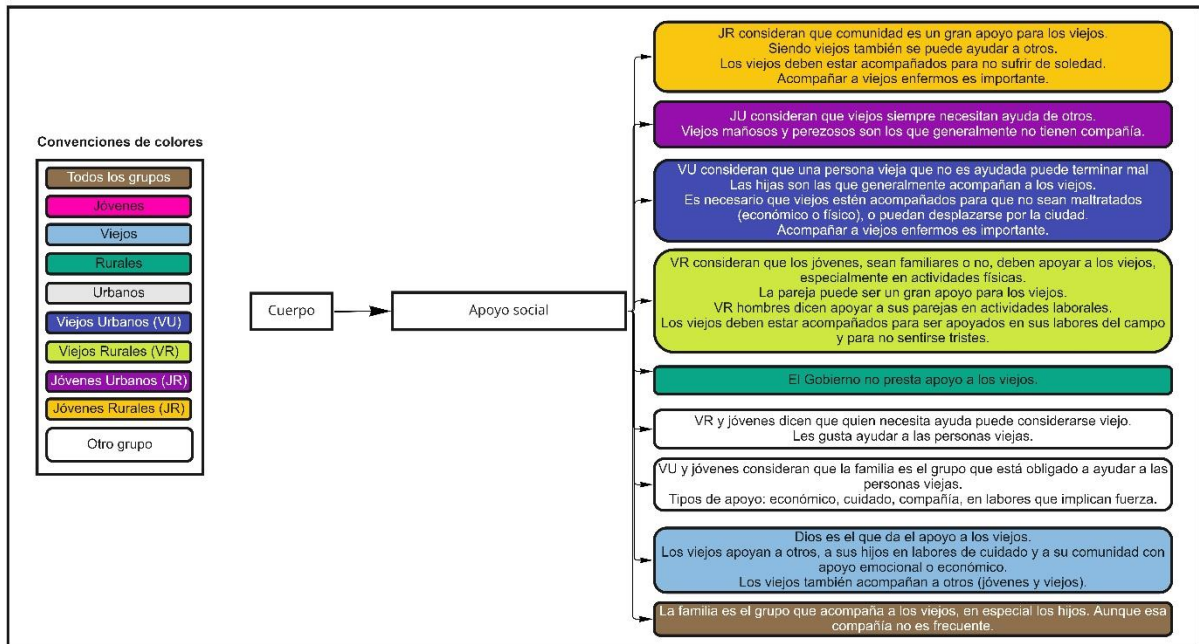 Convenciones de colores
Todos los grupos
Jóvenes
Viejos
Rurales
Urbanos
Viejos Urbanos (VU)
Viejos Rurales (VR)
Jóvenes Urbanos (JR)
Jóvenes Rurales (JR)
Otro grupo
Cuerpo
Apoyo social
JR consideran que comunidad es un gran apoyo para los viejos.
Siendo viejos también se puede ayudar a otros.
Los viejos deben estar acompañados para no sufrir de soledad.
Acompañar a viejos enfermos es importante.
JU consideran que viejos siempre necesitan ayuda de otros.
Viejos mañosos y perezosos son los que generalmente no tienen compañía.
VU consideran que una persona vieja que no es ayudada puede terminar mal
Las hijas son las que generalmente acompañan a los viejos.
Es necesario que viejos estén acompañados para que no sean maltratados
(económico o físico), o puedan desplazarse por la ciudad.
Acompañar a viejos enfermos es importante.
VR consideran que los jóvenes, sean familiares o no, deben apoyar a los viejos,
especialmente en actividades físicas.
La pareja puede ser un gran apoyo para los viejos.
VR hombres dicen apoyar a sus parejas en actividades laborales.
Los viejos deben estar acompañados para ser apoyados en sus labores del campo
y para no sentirse tristes.
El Gobierno no presta apoyo a los viejos.
VR y jóvenes dicen que quien necesita ayuda puede considerarse viejo.
Les gusta ayudar a las personas viejas.
VU y jóvenes consideran que la familia es el grupo que está obligado a ayudar a las
personas viejas.
Tipos de apoyo: económico, cuidado, compañía, en labores que implican fuerza.
Dios es el que da el apoyo a los viejos.
Los viejos apoyan a otros, a sus hijos en labores de cuidado y a su comunidad con
apoyo emocional o económico.
Los viejos también acompañan a otros (jóvenes y viejos).
La familia es el grupo que acompaña a los viejos, en especial los hijos. Aunque esa
compañía no es frecuente.